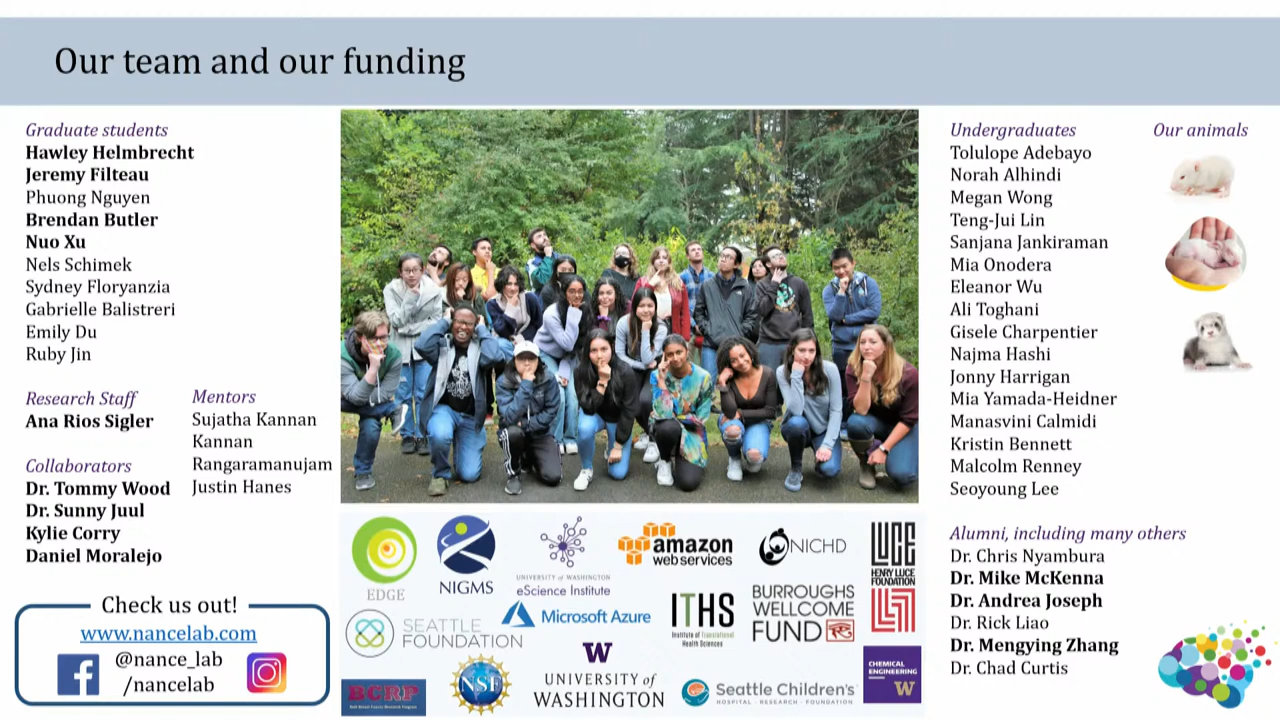 Our team and our funding
Graduate students
Hawley Helmbrecht
Jeremy Filteau
Phuong Nguyen
Brendan Butler
Nuo Xu
Nels Schimek
Sydney Floryanzia
Gabrielle Balistreri
Emily Du
Ruby Jin
Research Staff
Ana Rios Sigler
Collaborators
Dr. Tommy Wood
Dr. Sunny Juul
Kylie Corry
Daniel Moralejo
Mentors
Sujatha Kannan
Kannan
Rangaramanujam
Justin Hanes
Check us out!
www.nancelab.com
@nance_lab
/nancelab
EDGE
NIGMS
UNIVERSITY of WASHINGTON
eScience Institute
amazon
webservices
NICHD
LUCE
HENRY LUCE
FOUNDATION
SEATTLE
FOUNDATION
Microsoft Azure
ITHS
Institute of Translational
Health Sciences
BURROUGHS
WELLCOME
FUND
BCRP
NSF
W
UNIVERSITY of
WASHINGTON
Seattle Children's
HOSPITAL · RESEARCH · FOUNDATION
CHEMICAL
ENGINEERING
W
Undergraduates
Tolulope Adebayo
Norah Alhindi
Megan Wong
Teng-Jui Lin
Sanjana Jankiraman
Mia Onodera
Eleanor Wu
Ali Toghani
Gisele Charpentier
Najma Hashi
Jonny Harrigan
Mia Yamada-Heidner
Manasvini Calmidi
Kristin Bennett
Malcolm Renney
Seoyoung Lee
Our animals
Alumni, including many others
Dr. Chris Nyambura
Dr. Mike McKenna
Dr. Andrea Joseph
Dr. Rick Liao
Dr. Mengying Zhang
Dr. Chad Curtis